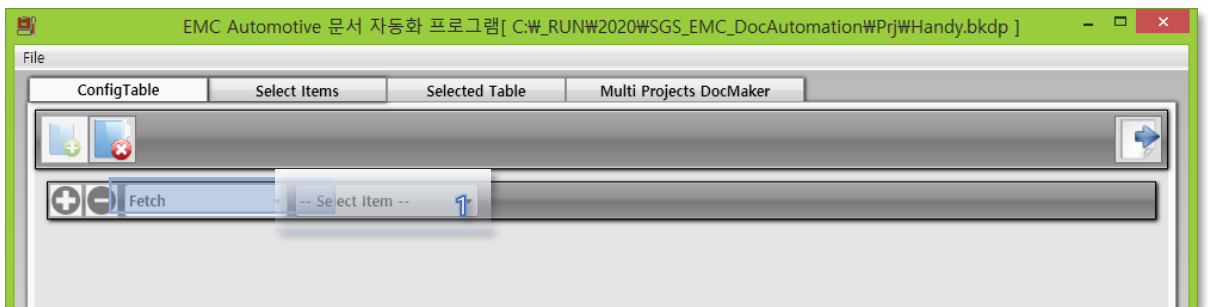 EMC Automotive 문서 자동화 프로그램[ C:₩_RUN₩2020₩SGS_EMC_DocAutomation₩Prj₩Handy.bkdp ]
File
ConfigTable Select Items Selected Table Multi Projects DocMaker
Fetch -- Select Item -- 1